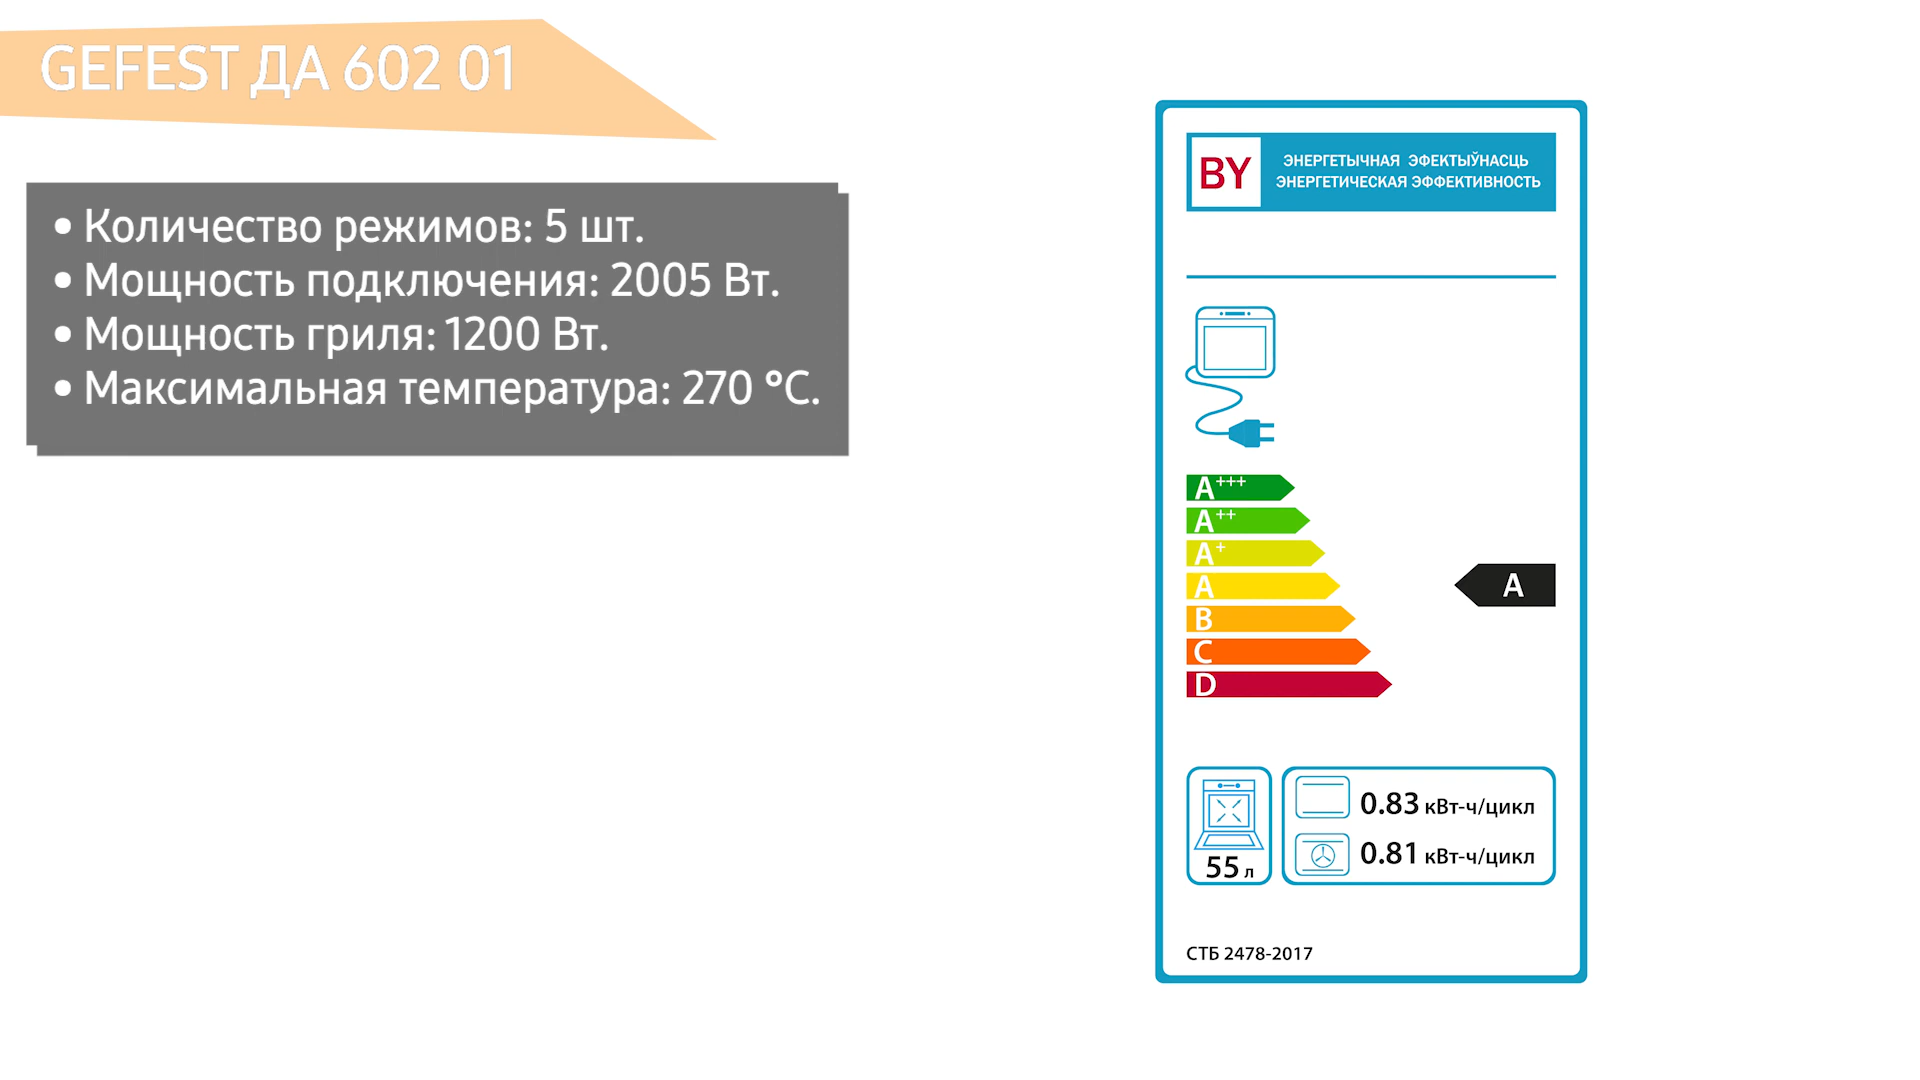 GEFEST ДА 602 01
• Количество режимов: 5 шт.
• Мощность подключения: 2005 Вт.
• Мощность гриля: 1200 Вт.
• Максимальная температура: 270 °C.
BY
ЭНЕРГЕТЫЧНАЯ ЭФЕКТЫЎНАСЦЬ
ЭНЕРГЕТИЧЕСКАЯ ЭФФЕКТИВНОСТЬ
A+++
A++
A+
A
A
B
C
D
55 л
0.83 кВт-ч/цикл
0.81 кВт-ч/цикл
СТБ 2478-2017